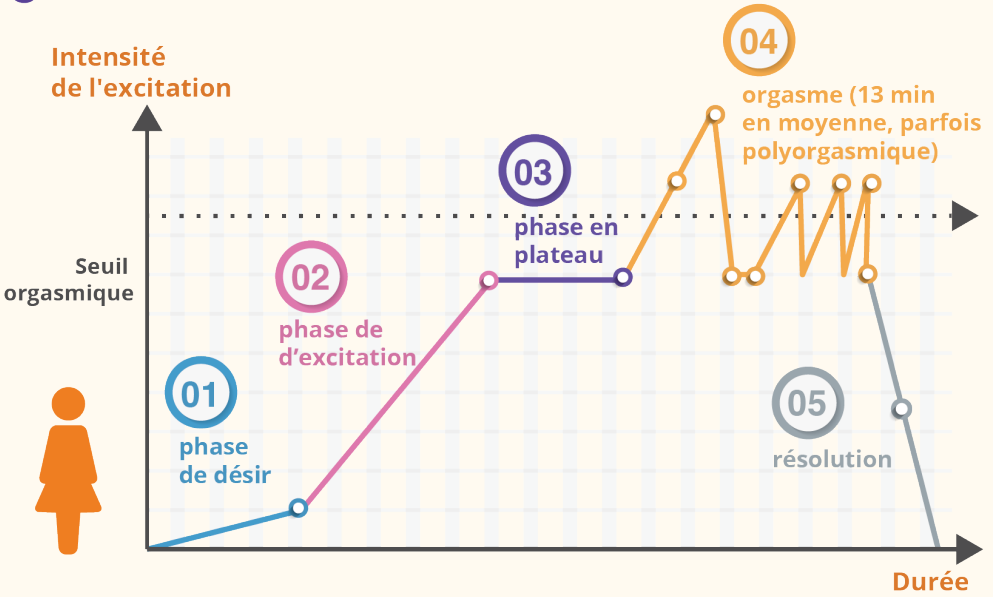 Intensité
de l'excitation
04
orgasme (13 min
en moyenne, parfois
polyorgasmique)
03
phase en
plateau
Seuil
orgasmique
02
phase de
d’excitation
01
phase
de désir
05
résolution
Durée